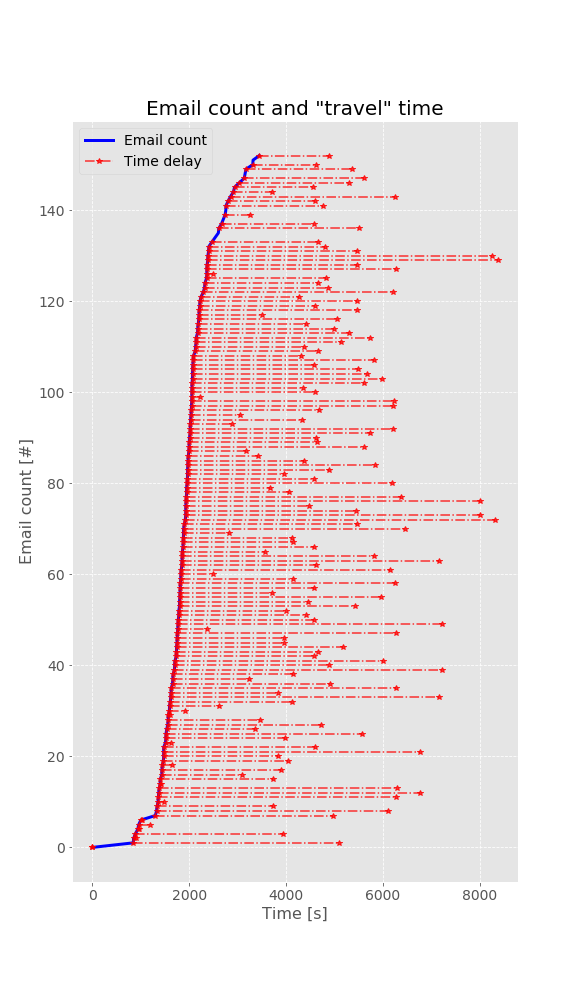 Email count and "travel" time
Email count
Time delay
140
120
100
80
60
40
20
0
Email count [#]
0 2000 4000 6000 8000
Time [s]